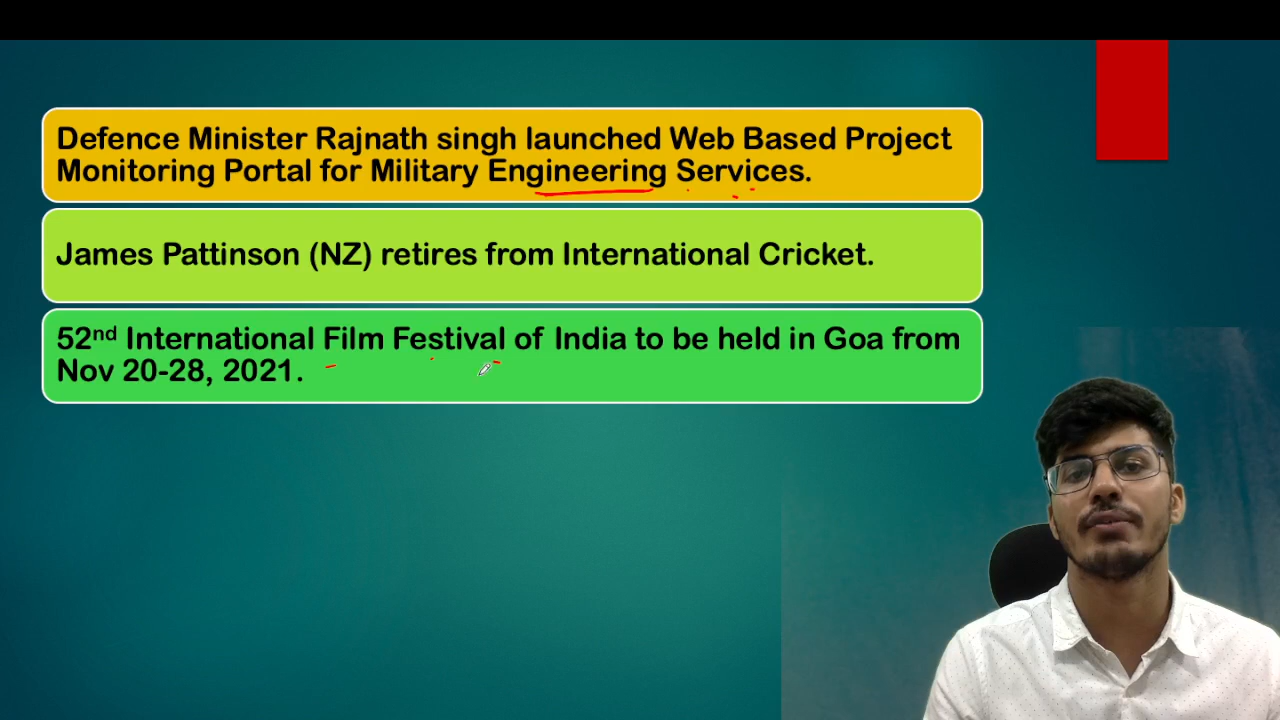 Defence Minister Rajnath singh launched Web Based Project
Monitoring Portal for Military Engineering Services.
James Pattinson (NZ) retires from International Cricket.
52nd International Film Festival of India to be held in Goa from
Nov 20-28, 2021.